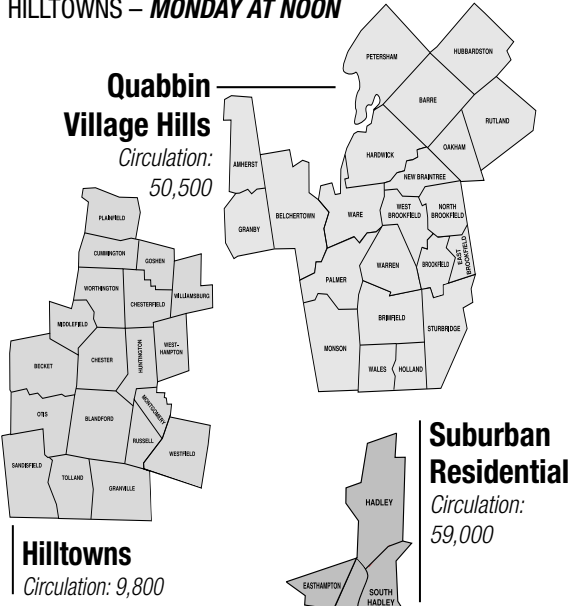 HILLTOWNS – MONDAY AT NOON
Quabbin
Village Hills
Circulation:
50,500
PETERSHAM
HUBBARDSTON
BARRE
RUTLAND
OAKHAM
HARDWICK
NEW BRAINTREE
AMHERST
BELCHERTOWN
GRANBY
WARE
WEST
BROOKFIELD
NORTH
BROOKFIELD
PALMER
WARREN
BROOKFIELD
EAST
BROOKFIELD
BRIMFIELD
STURBRIDGE
MONSON
WALES
HOLLAND
PLAINFIELD
CUMMINGTON
GOSHEN
WORTHINGTON
CHESTERFIELD
WILLIAMSBURG
MIDDLEFIELD
CHESTER
HUNTINGTON
WEST-
HAMPTON
BECKET
OTIS
BLANDFORD
MONTGOMERY
RUSSELL
WESTFIELD
SANDISFIELD
TOLLAND
GRANVILLE
Hilltowns
Circulation: 9,800
Suburban
Residential
Circulation:
59,000
HADLEY
EASTHAMPTON
SOUTH
HADLEY